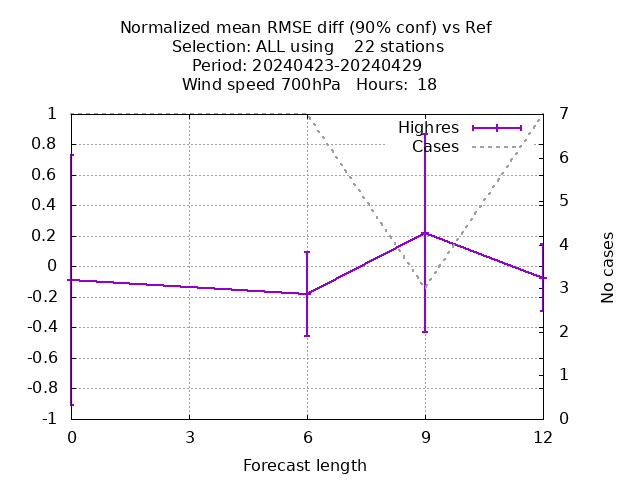 Normalized mean RMSE diff (90% conf) vs Ref
Selection: ALL using    22 stations
Period: 20240423-20240429
Wind speed 700hPa   Hours:  18
Highres
Cases
1
0.8
0.6
0.4
0.2
0
-0.2
-0.4
-0.6
-0.8
-1
7
6
5
4
3
2
1
0
No cases
0 3 6 9 12
Forecast length